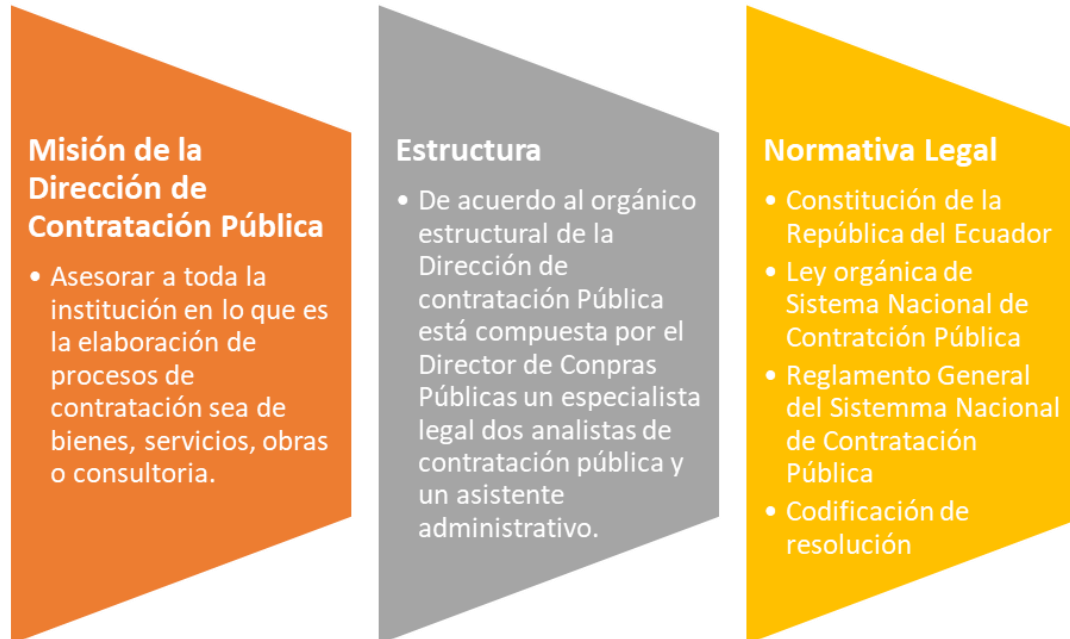 Misión de la
Dirección de
Contratación Pública
• Asesorar a toda la
institución en lo que es
la elaboración de
procesos de
contratación sea de
bienes, servicios, obras
o consultoria.
Estructura
• De acuerdo al orgánico
estructural de la
Dirección de
contratación Pública
está compuesta por el
Director de Conpras
Públicas un especialista
legal dos analistas de
contratación pública y
un asistente
administrativo.
Normativa Legal
• Constitución de la
República del Ecuador
• Ley orgánica de
Sistema Nacional de
Contratción Pública
• Reglamento General
del Sistemma Nacional
de Contratación
Pública
• Codificación de
resolución